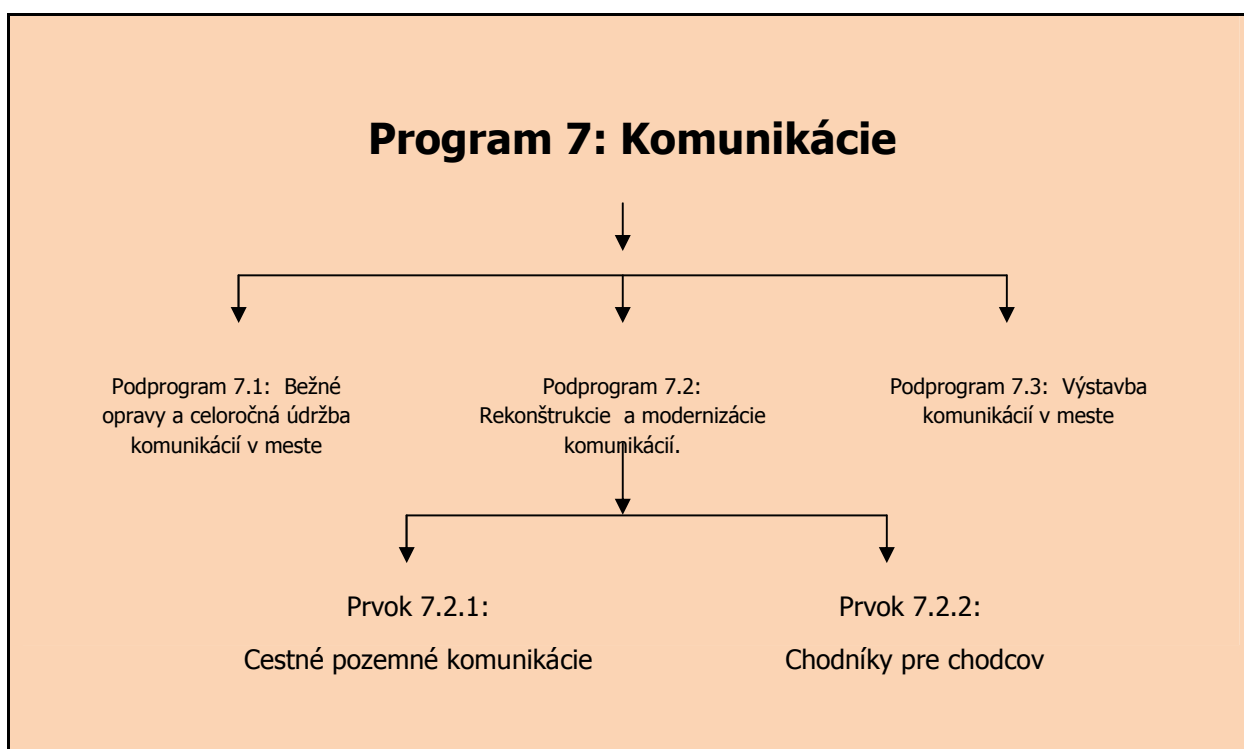 Program 7: Komunikácie
Podprogram 7.1: Bežné
opravy a celoročná údržba
komunikácií v meste
Podprogram 7.2:
Rekonštrukcie a modernizácie
komunikácií.
Podprogram 7.3: Výstavba
komunikácií v meste
Prvok 7.2.1:
Cestné pozemné komunikácie
Prvok 7.2.2:
Chodníky pre chodcov